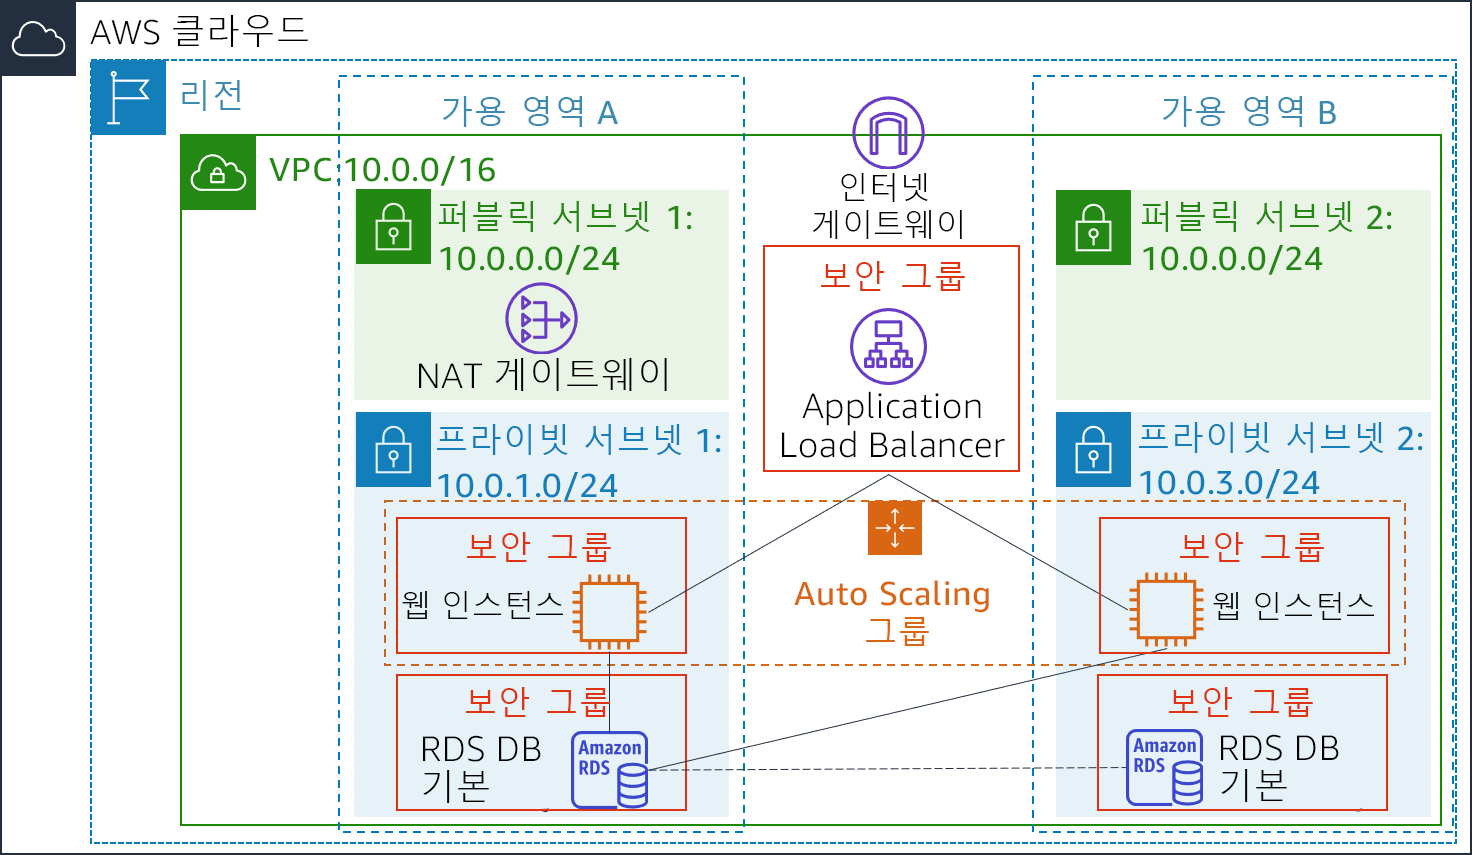 AWS 클라우드
리전
가용 영역 A
가용 영역 B
VPC:10.0.0/16
인터넷
게이트웨이
퍼블릭 서브넷 1:
10.0.0.0/24
NAT 게이트웨이
보안 그룹
Application
Load Balancer
퍼블릭 서브넷 2:
10.0.0.0/24
프라이빗 서브넷 1:
10.0.1.0/24
프라이빗 서브넷 2:
10.0.3.0/24
보안 그룹
웹 인스턴스
Auto Scaling
그룹
보안 그룹
웹 인스턴스
보안 그룹
RDS DB
기본
Amazon
RDS
보안 그룹
Amazon
RDS
RDS DB
기본